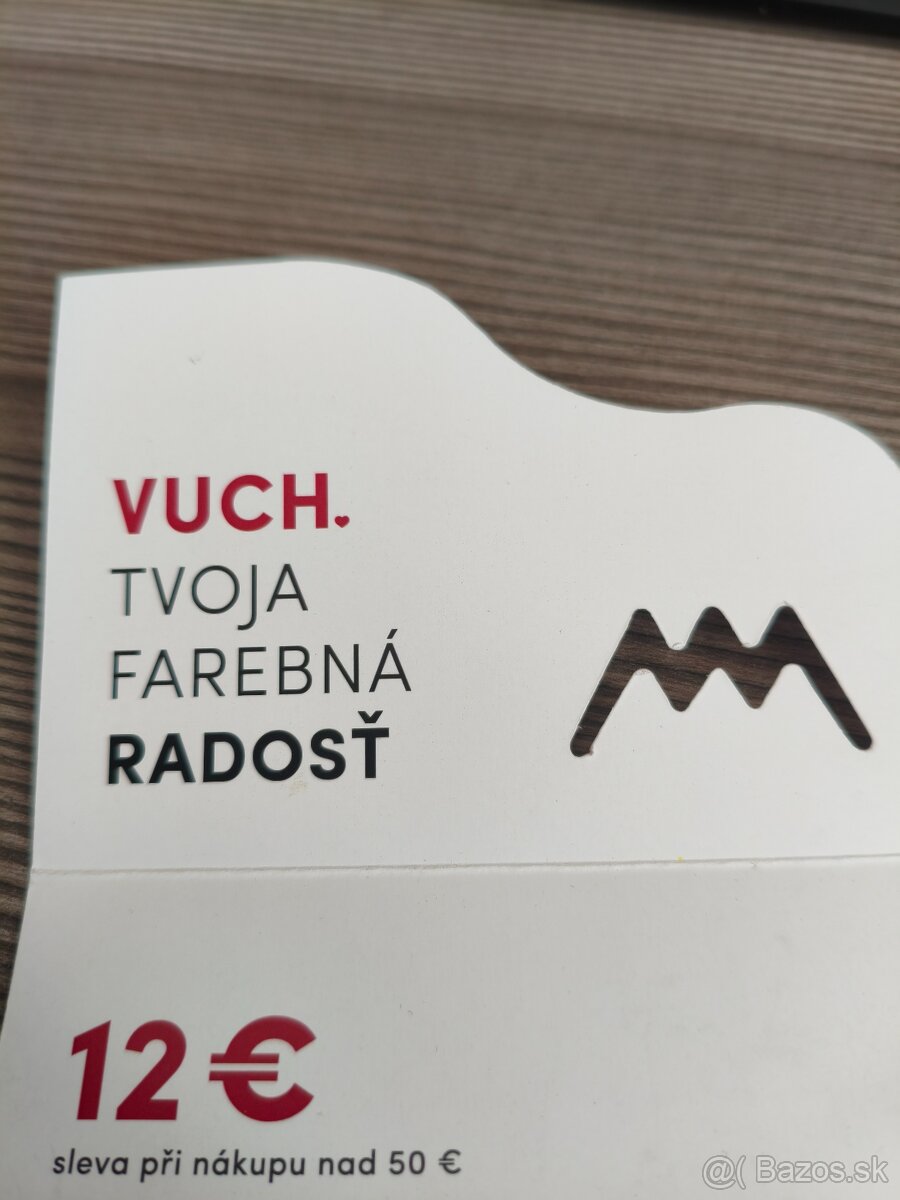 VUCH.
TVOJA
FAREBNÁ
RADOSŤ
12 €
sleva při nákupu nad 50 €
@( Bazos.sk